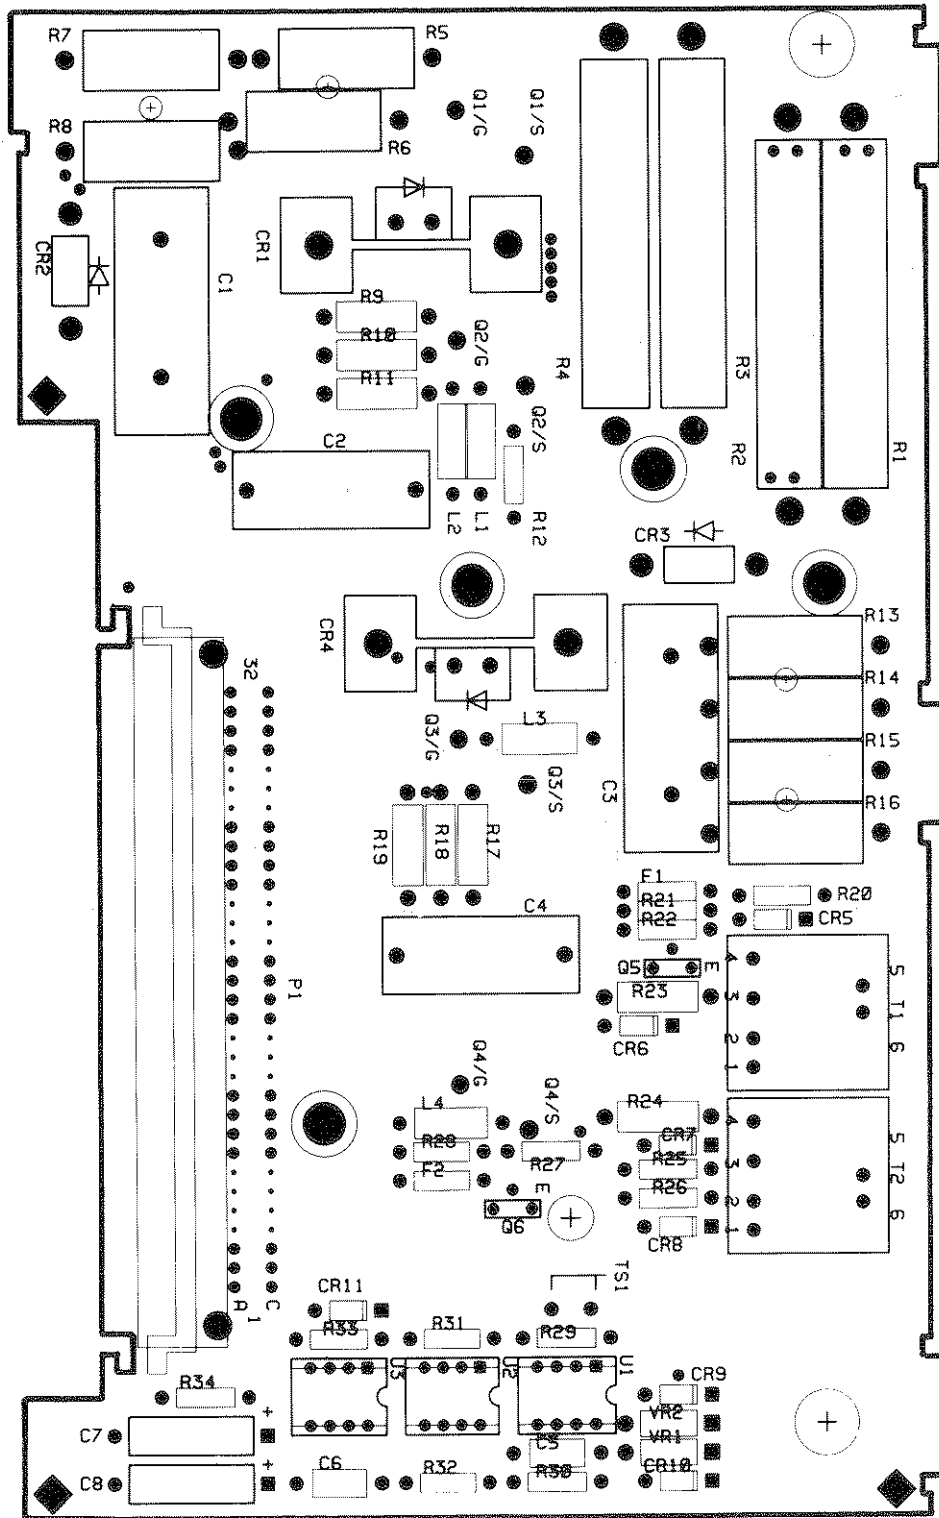 R7
R5
Q1/G
Q1/S
R8
R6
CR2
C1
CR1
R9
R10
R11
Q2/G
R4
R3
C2
Q2/S
R2
R1
L2
L1
R12
CR3
CR4
R13
32
R14
Q3/G
L3
R15
Q3/S
C3
R16
R19
R18
R17
F1
R21
R20
R22
CR5
C4
Q5
E
4
5
R23
3
T1
P1
CR6
2
6
1
Q4/G
Q4/S
L4
R24
4
R28
CR7
5
F2
R27
R25
3
T2
E
R26
2
6
Q6
CR8
1
TS1
A
C
CR11
1
R33
R31
R29
U3
U2
U1
CR9
R34
+
VR2
C7
C5
VR1
+
C8
C6
R32
R30
CR10